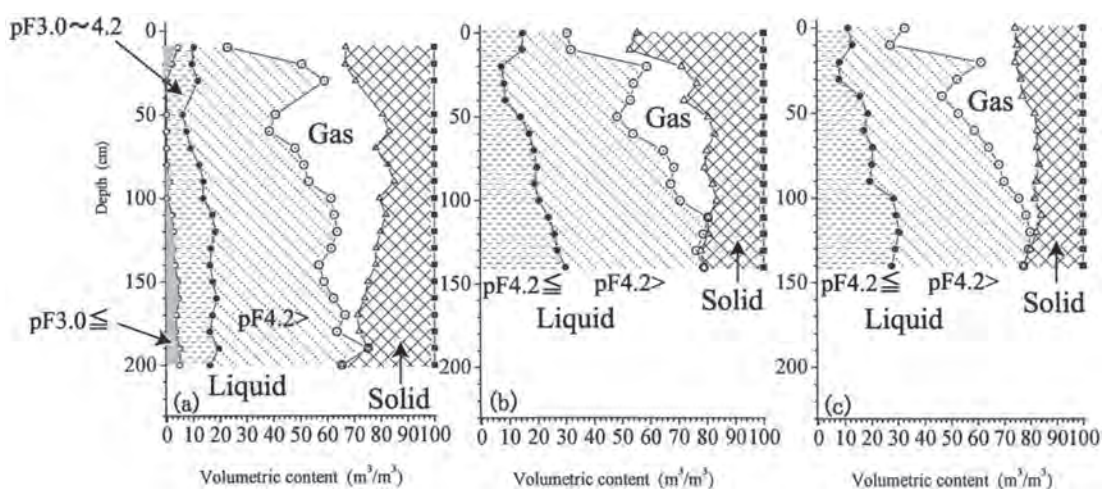 pF3.0～4.2
pF3.0≦
Depth (cm)
0
50
100
150
200
Gas
pF4.2>
Liquid
Solid
(a)
0 10 20 30 40 50 60 70 80 90 100
Volumetric content (m³/m³)
0
50
100
150
200
Gas
pF4.2≦ pF4.2>
Liquid
Solid
(b)
0 10 20 30 40 50 60 70 80 90 100
Volumetric content (m³/m³)
0
50
100
150
200
Gas
pF4.2≦ pF4.2>
Liquid
Solid
(c)
0 10 20 30 40 50 60 70 80 90 100
Volumetric content (m³/m³)